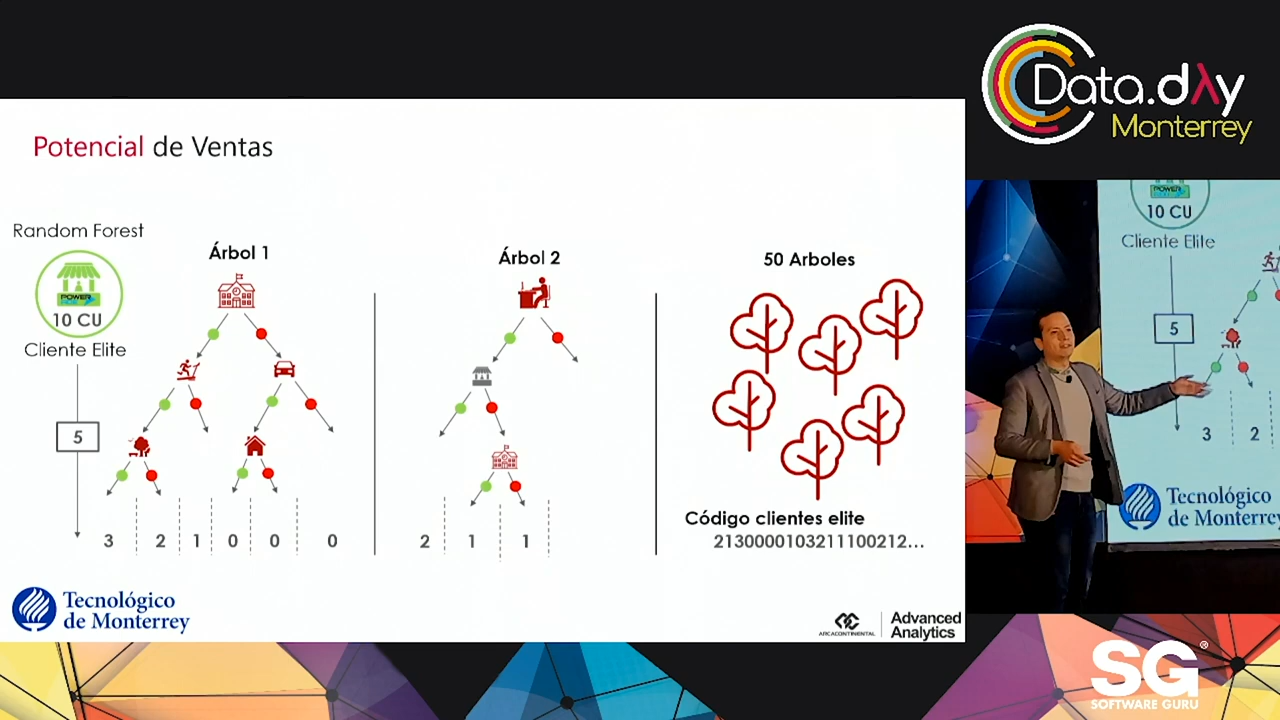 Data.dλy
Monterrey
Potencial de Ventas
Random Forest
POWER
10 CU
Cliente Elite
5
Árbol 1
3 2 1 0 0 0
Árbol 2
2 1 1
50 Arboles
Código clientes elite
2130000103211100212...
Tecnológico
de Monterrey
ARCACONTINENTAL
Advanced
Analytics
POWER
10 CU
Cliente Elite
5
3 2
Tecnológico
de Monterrey
SG®
SOFTWARE GURU